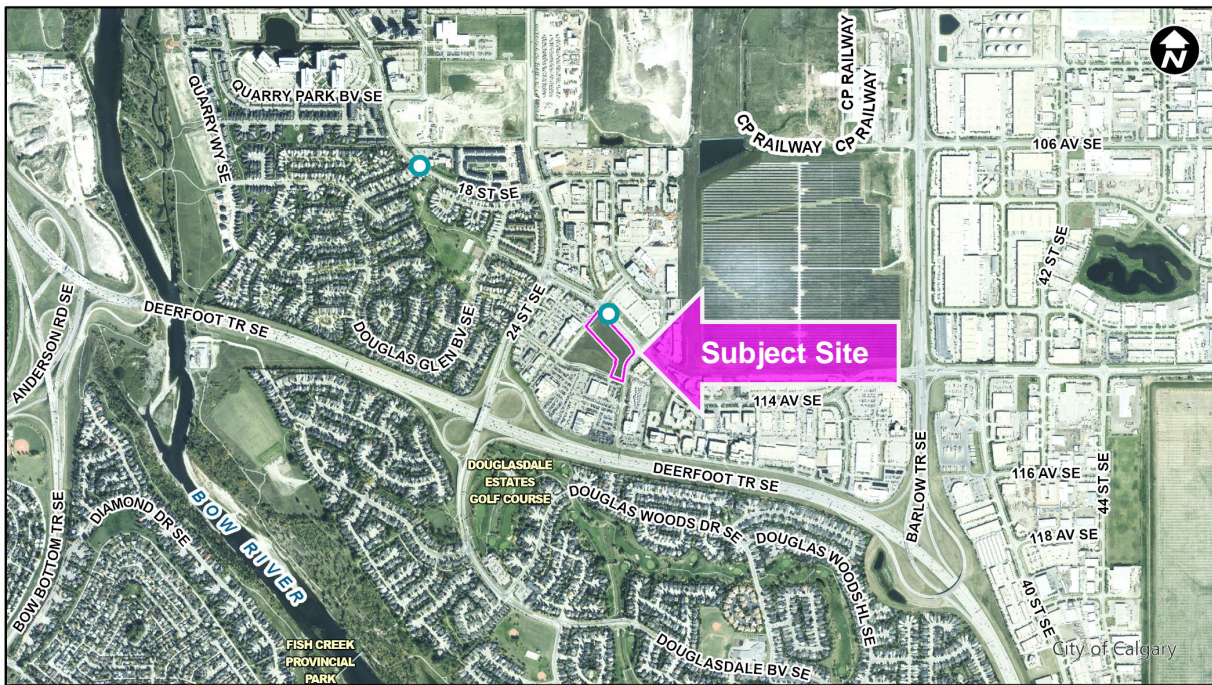 N
CP RAILWAY
CP RAILWAY
CP RAILWAY
CP RAILWAY
QUARRY PARK BV SE
QUARRY WY SE
106 AV SE
18 ST SE
42 ST SE
24 ST SE
ANDERSON RD SE
DEERFOOT TR SE
DOUGLAS GLEN BV SE
Subject Site
114 AV SE
BARLOW TR SE
DOUGLASDALE
ESTATES
GOLF COURSE
DEERFOOT TR SE
116 AV SE
44 ST SE
BOW BOTTOM TR SE
DIAMOND DR SE
BOW RIVER
DOUGLAS WOODS DR SE
DOUGLAS WOODS HL SE
118 AV SE
40 ST SE
FISH CREEK
PROVINCIAL
PARK
DOUGLASDALE BV SE
City of Calgary